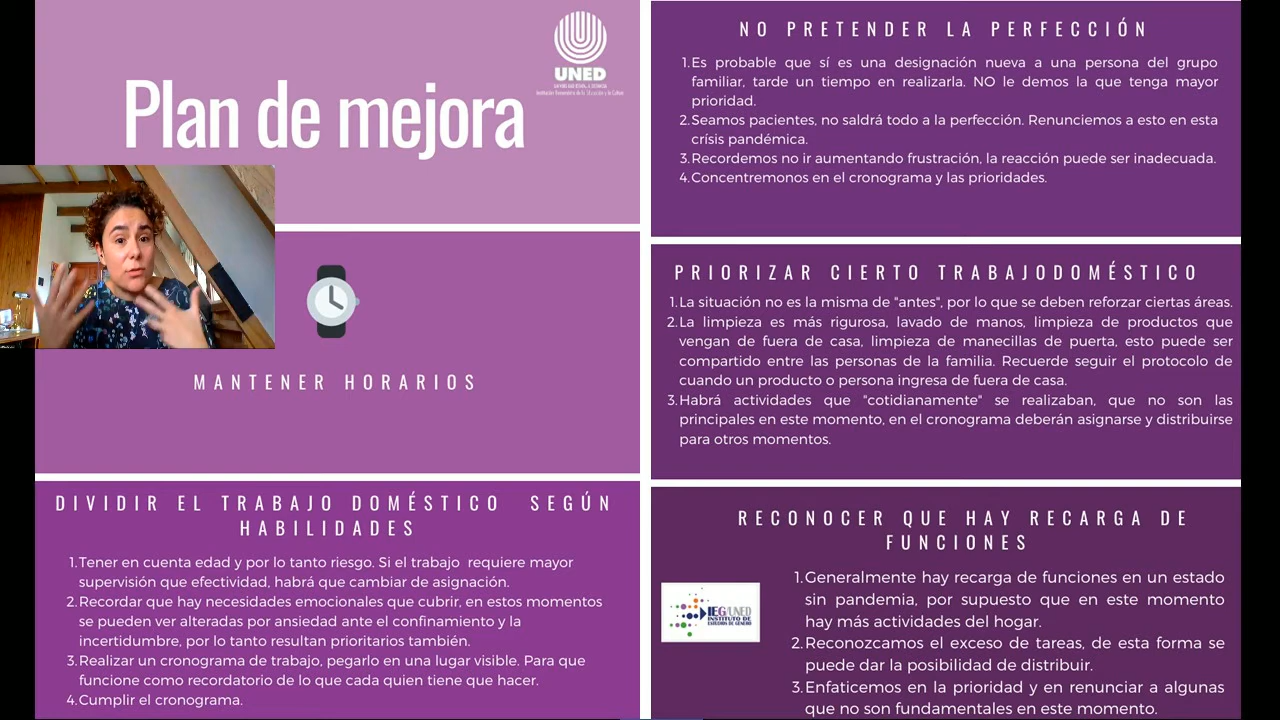 UNED
Institución Benemérita de la Educación y la Cultura
Plan de mejora
MANTENER HORARIOS
DIVIDIR EL TRABAJO DOMÉSTICO SEGÚN
HABILIDADES
1.Tener en cuenta edad y por lo tanto riesgo. Si el trabajo requiere mayor
supervisión que efectividad, habrá que cambiar de asignación.
2.Recordar que hay necesidades emocionales que cubrir, en estos momentos
se pueden ver alteradas por ansiedad ante el confinamiento y la
incertidumbre, por lo tanto resultan prioritarios también.
3.Realizar un cronograma de trabajo, pegarlo en una lugar visible. Para que
funcione como recordatorio de lo que cada quien tiene que hacer.
4.Cumplir el cronograma.
NO PRETENDER LA PERFECCIÓN
1.Es probable que sí es una designación nueva a una persona del grupo
familiar, tarde un tiempo en realizarla. NO le demos la que tenga mayor
prioridad.
2.Seamos pacientes, no saldrá todo a la perfección. Renunciemos a esto en esta
crísis pandémica.
3.Recordemos no ir aumentando frustración, la reacción puede ser inadecuada.
4.Concentremonos en el cronograma y las prioridades.
PRIORIZAR CIERTO TRABAJODOMÉSTICO
1.La situación no es la misma de "antes", por lo que se deben reforzar ciertas áreas.
2.La limpieza es más rigurosa, lavado de manos, limpieza de productos que
vengan de fuera de casa, limpieza de manecillas de puerta, esto puede ser
compartido entre las personas de la familia. Recuerde seguir el protocolo de
cuando un producto o persona ingresa de fuera de casa.
3.Habrá actividades que "cotidianamente" se realizaban, que no son las
principales en este momento, en el cronograma deberán asignarse y distribuirse
para otros momentos.
RECONOCER QUE HAY RECARGA DE
FUNCIONES
IEG/UNED
INSTITUTO DE
ESTUDIOS DE GÉNERO
1.Generalmente hay recarga de funciones en un estado
sin pandemia, por supuesto que en este momento
hay más actividades del hogar.
2.Reconozcamos el exceso de tareas, de esta forma se
puede dar la posibilidad de distribuir.
3.Enfaticemos en la prioridad y en renunciar a algunas
que no son fundamentales en este momento.